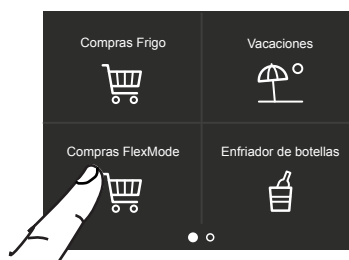 Compras Frigo
Vacaciones
Compras FlexMode
Enfriador de botellas